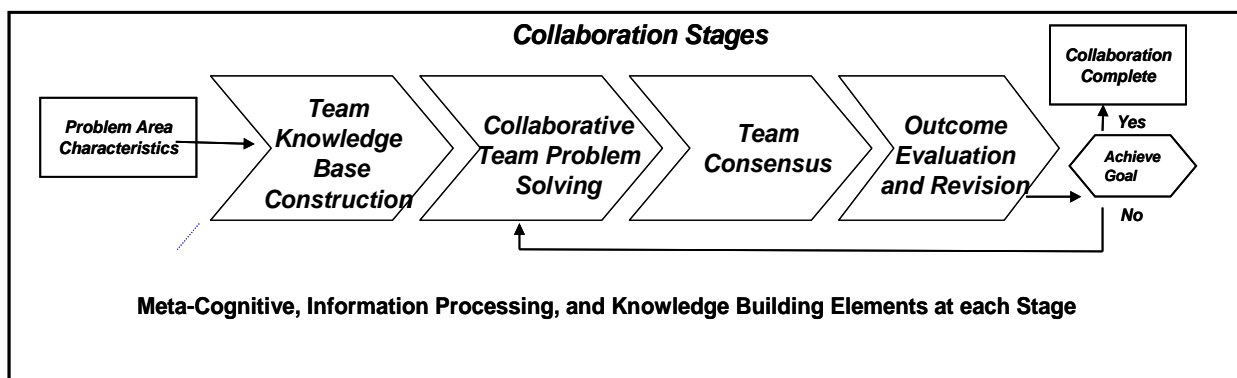 Collaboration Stages
Problem Area
Characteristics
Team
Knowledge
Base
Construction
Collaborative
Team Problem
Solving
Team
Consensus
Outcome
Evaluation
and Revision
Collaboration
Complete
Yes
Achieve
Goal
No
Meta-Cognitive, Information Processing, and Knowledge Building Elements at each Stage